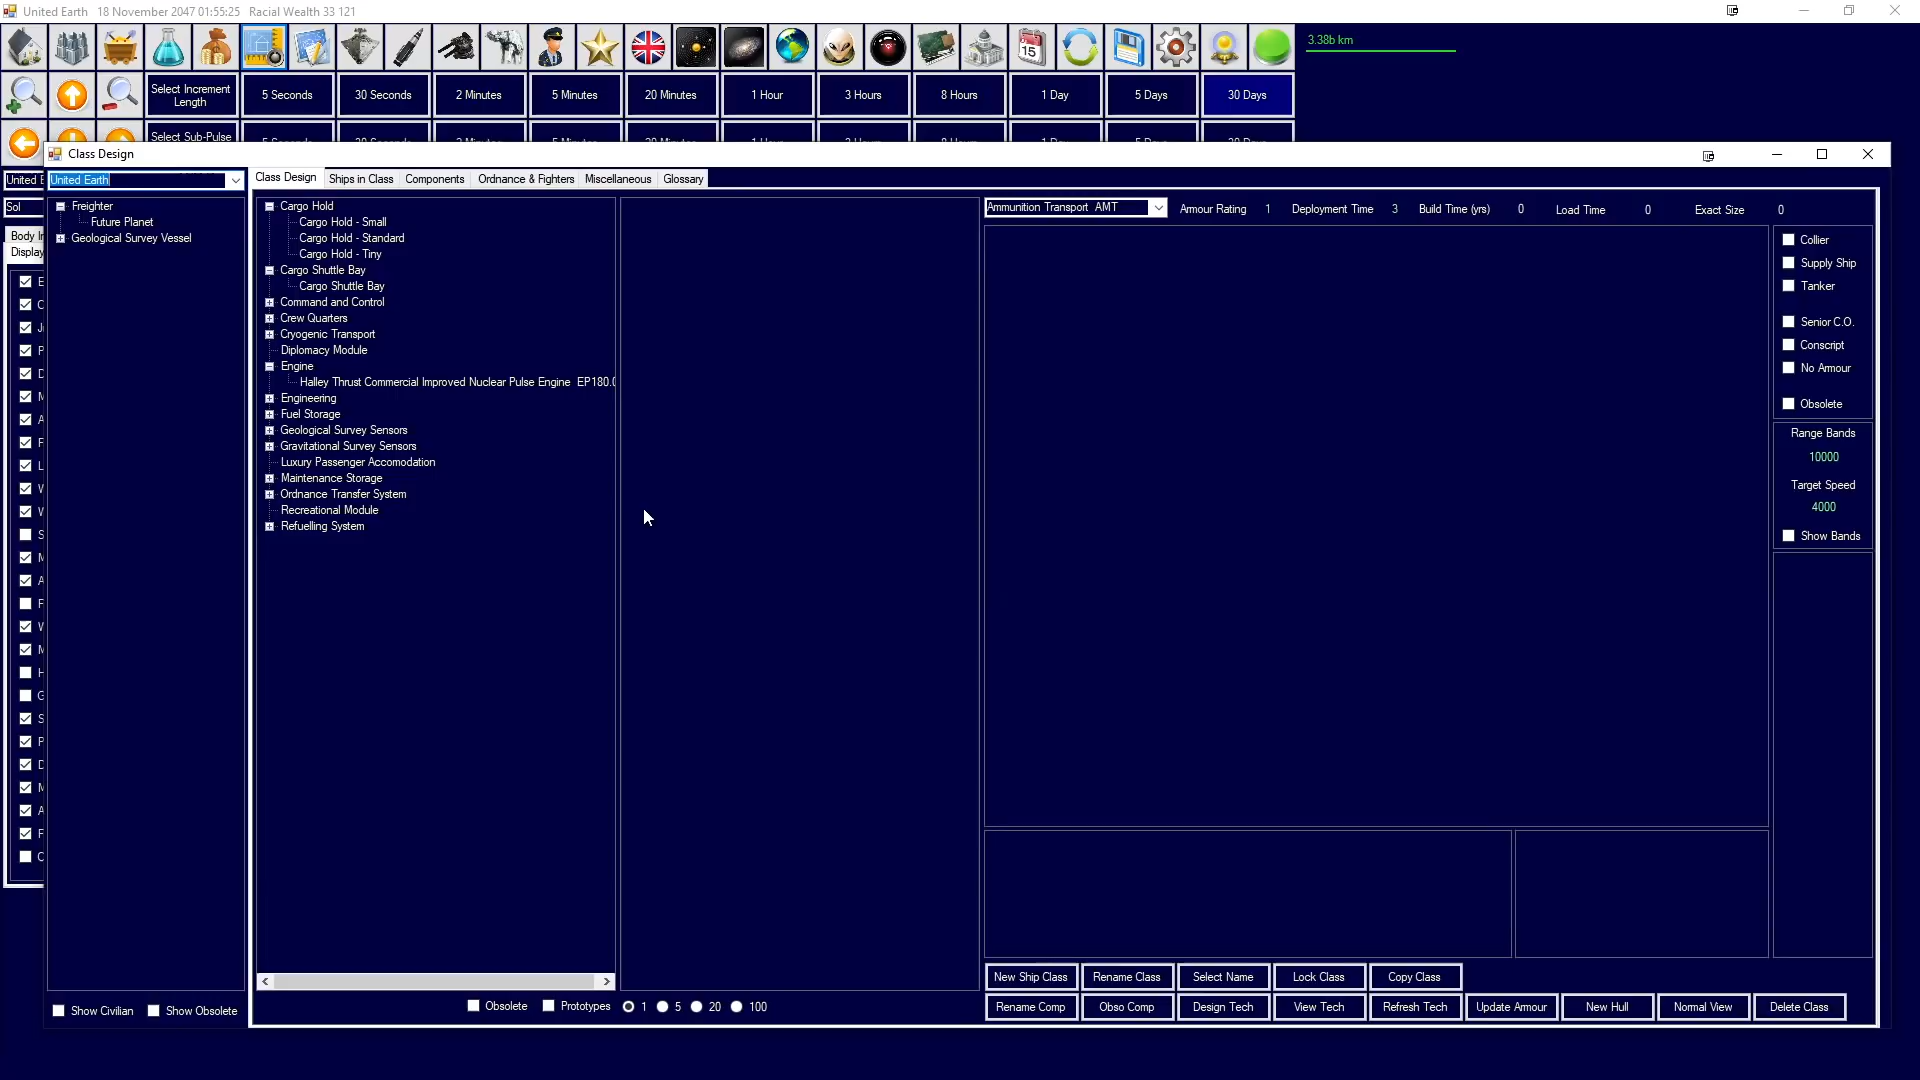 United Earth 18 November 2047 01:55:25 Racial Wealth 33 121
15
3.38b km
Select Increment Length 5 Seconds 30 Seconds 2 Minutes 5 Minutes 20 Minutes 1 Hour 3 Hours 8 Hours 1 Day 5 Days 30 Days
Select Sub-Pulse
Class Design
United Earth
Sol
Body
Display
Freighter
Future Planet
Geological Survey Vessel
Show Civilian Show Obsolete
Class Design Ships in Class Components Ordnance & Fighters Miscellaneous Glossary
Cargo Hold
Cargo Hold - Small
Cargo Hold - Standard
Cargo Hold - Tiny
Cargo Shuttle Bay
Cargo Shuttle Bay
Command and Control
Crew Quarters
Cryogenic Transport
Diplomacy Module
Engine
Halley Thrust Commercial Improved Nuclear Pulse Engine EP180.0
Engineering
Fuel Storage
Geological Survey Sensors
Gravitational Survey Sensors
Luxury Passenger Accomodation
Maintenance Storage
Ordnance Transfer System
Recreational Module
Refuelling System
Obsolete Prototypes 1 5 20 100
Ammunition Transport AMT Armour Rating 1 Deployment Time 3 Build Time (yrs) 0 Load Time 0 Exact Size 0
Collier
Supply Ship
Tanker
Senior C.O.
Conscript
No Armour
Obsolete
Range Bands
10000
Target Speed
4000
Show Bands
New Ship Class Rename Class Select Name Lock Class Copy Class
Rename Comp Obso Comp Design Tech View Tech Refresh Tech Update Armour New Hull Normal View Delete Class